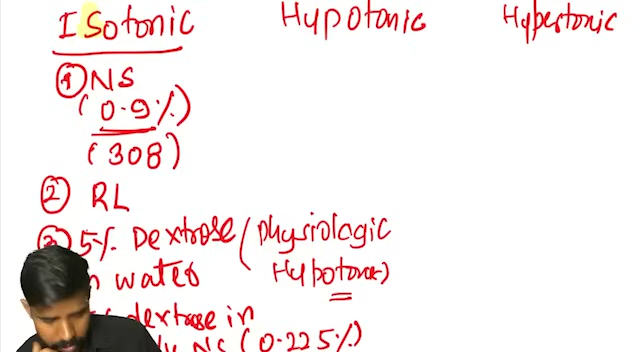 Isotonic Hypotonic Hypertonic
① NS
(0.9%)
(308)
② RL
③ 5% Dextrose (physiologic
water Hypotonic)
dextrose in
NS (0.225%)